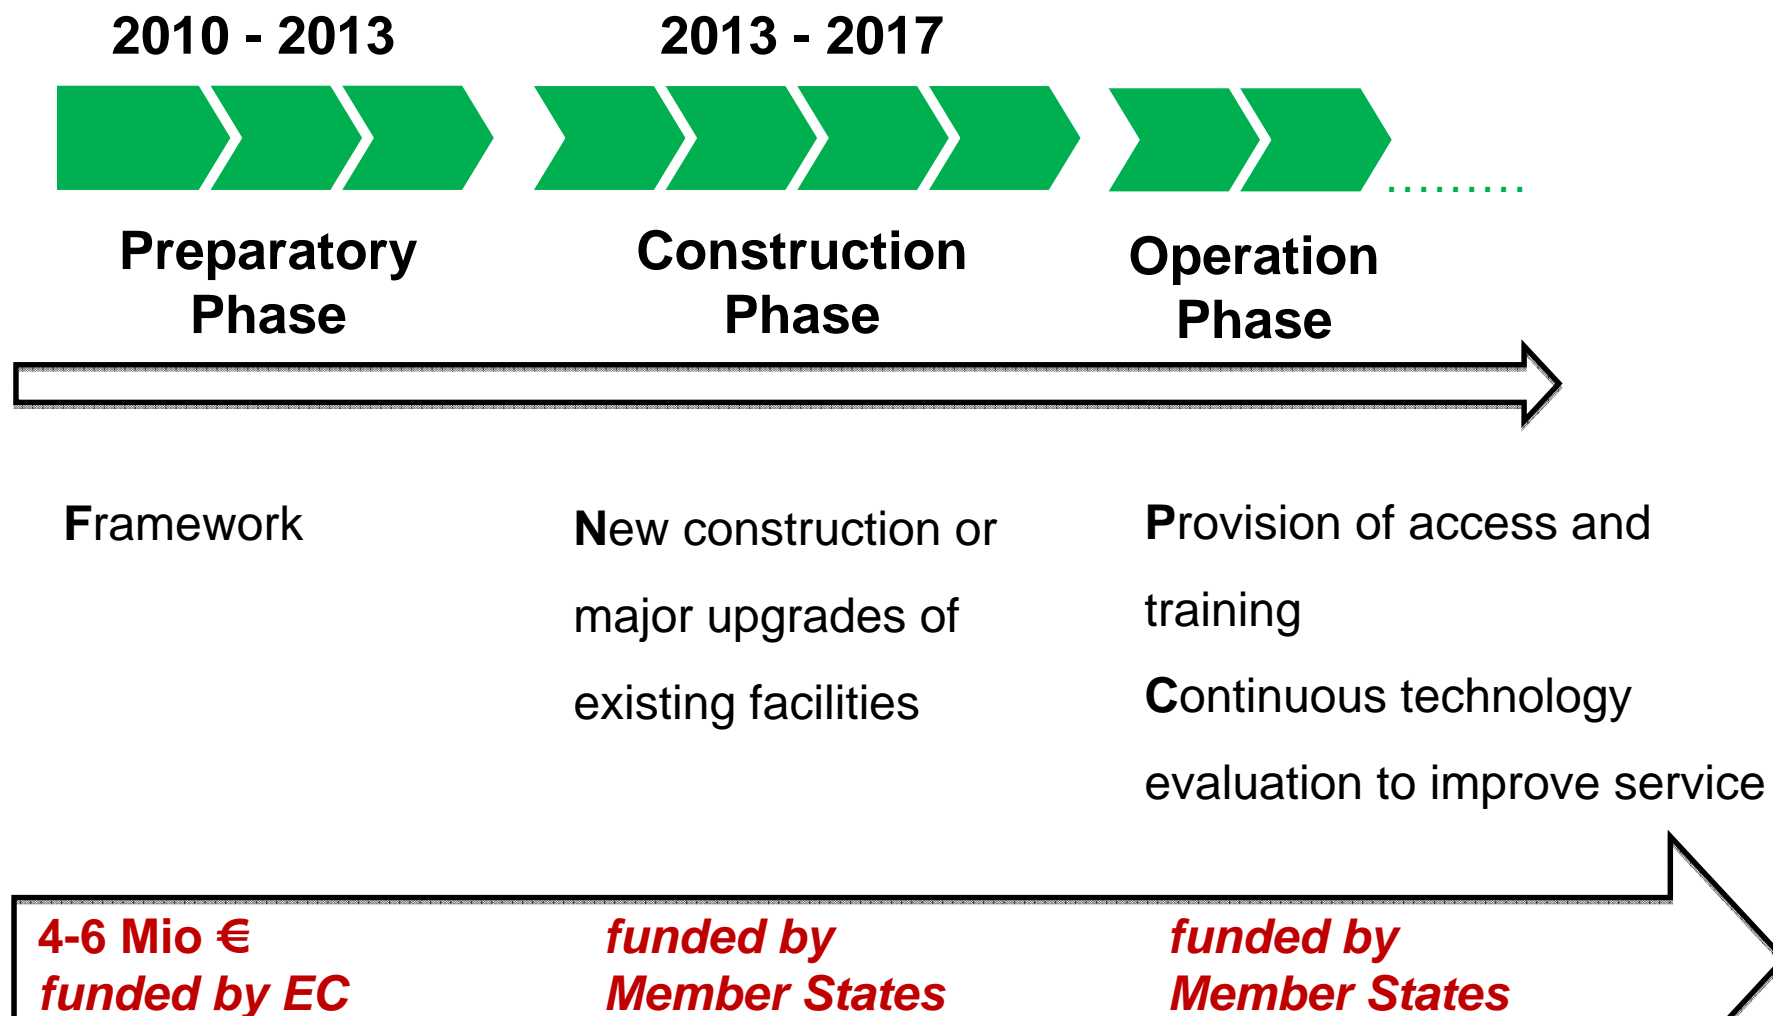 2010 - 2013
2013 - 2017
Preparatory
Phase
Construction
Phase
Operation
Phase
Framework
New construction or
major upgrades of
existing facilities
Provision of access and
training
Continuous technology
evaluation to improve service
4-6 Mio €
funded by EC
funded by
Member States
funded by
Member States